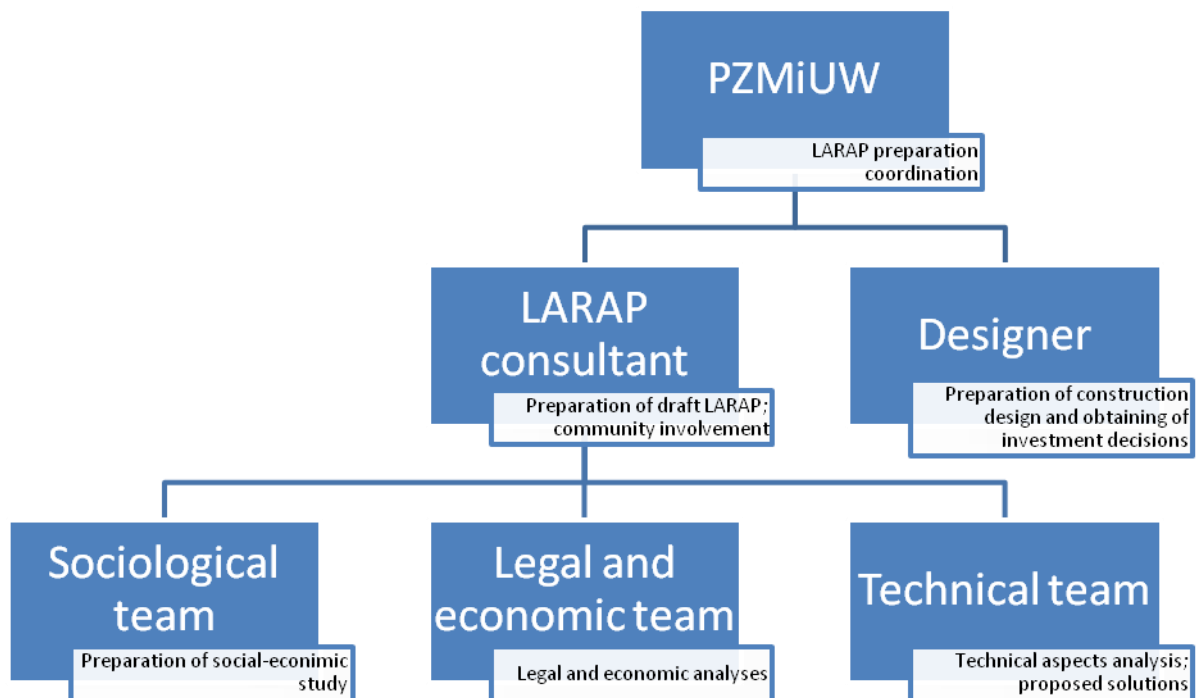 PZMiUW
LARAP preparation
coordination
LARAP
consultant
Preparation of draft LARAP;
community involvement
Designer
Preparation of construction
design and obtaining of
investment decisions
Sociological
team
Preparation of social-econimic
study
Legal and
economic team
Legal and economic analyses
Technical team
Technical aspects analysis;
proposed solutions